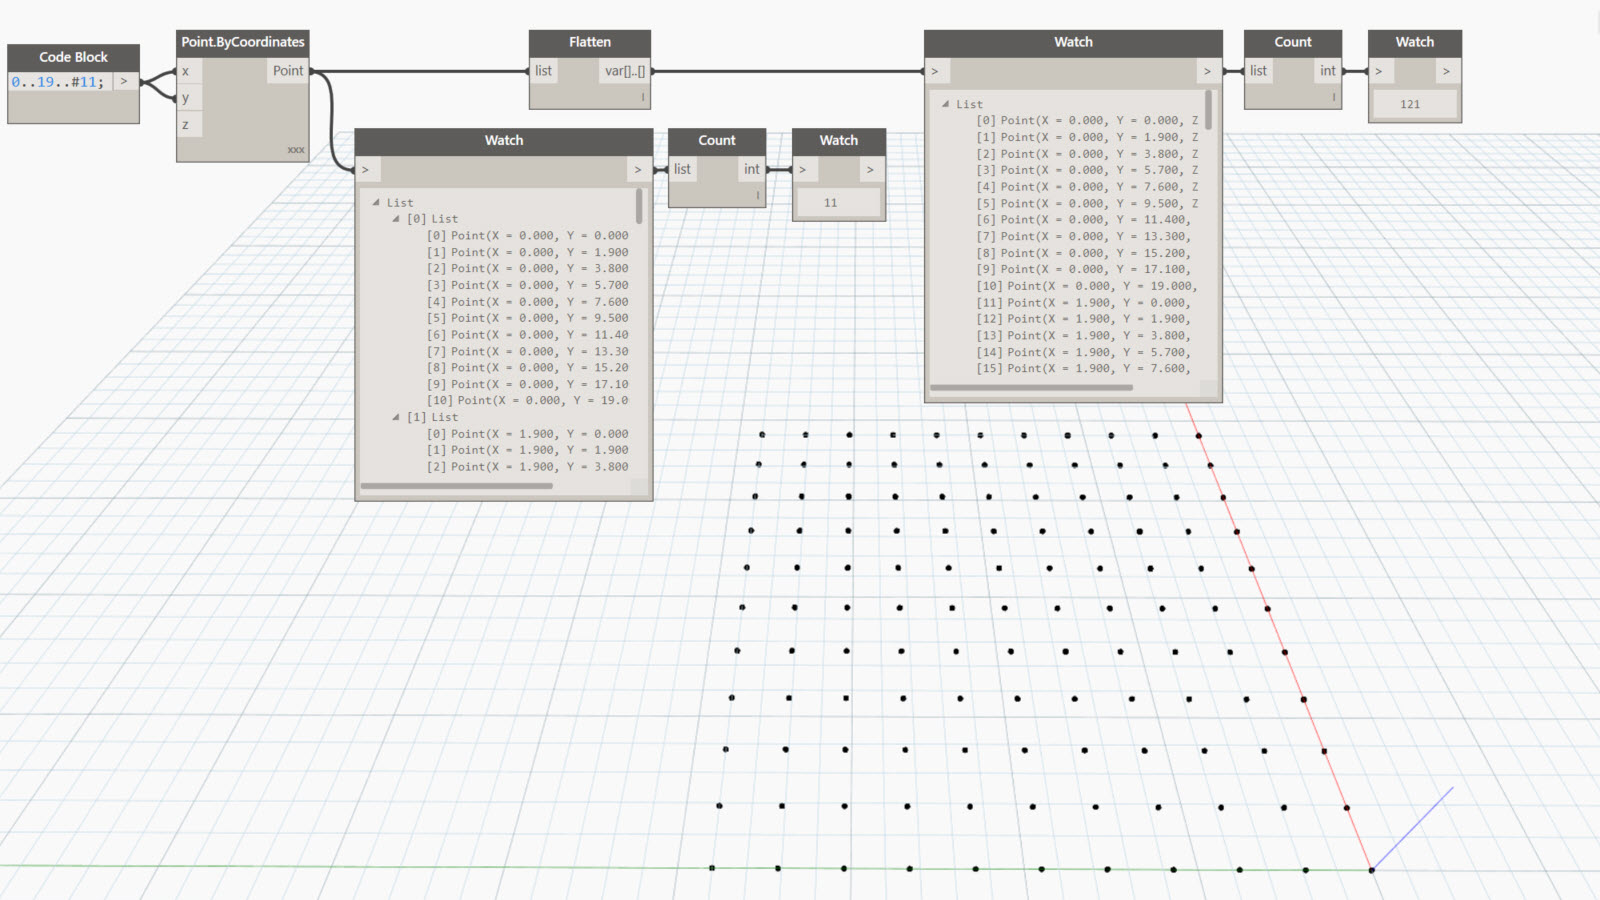 Code Block
0..19..#11; >
Point.ByCoordinates
x Point
y
z
xxx
Flatten
list var[]..[]
l
Watch
> >
List
[0] Point(X = 0.000, Y = 0.000, Z
[1] Point(X = 0.000, Y = 1.900, Z
[2] Point(X = 0.000, Y = 3.800, Z
[3] Point(X = 0.000, Y = 5.700, Z
[4] Point(X = 0.000, Y = 7.600, Z
[5] Point(X = 0.000, Y = 9.500, Z
[6] Point(X = 0.000, Y = 11.400,
[7] Point(X = 0.000, Y = 13.300,
[8] Point(X = 0.000, Y = 15.200,
[9] Point(X = 0.000, Y = 17.100,
[10] Point(X = 0.000, Y = 19.000,
[11] Point(X = 1.900, Y = 0.000,
[12] Point(X = 1.900, Y = 1.900,
[13] Point(X = 1.900, Y = 3.800,
[14] Point(X = 1.900, Y = 5.700,
[15] Point(X = 1.900, Y = 7.600,
Count
list int
l
Watch
> >
121
Watch
> >
List
[0] List
[0] Point(X = 0.000, Y = 0.000
[1] Point(X = 0.000, Y = 1.900
[2] Point(X = 0.000, Y = 3.800
[3] Point(X = 0.000, Y = 5.700
[4] Point(X = 0.000, Y = 7.600
[5] Point(X = 0.000, Y = 9.500
[6] Point(X = 0.000, Y = 11.40
[7] Point(X = 0.000, Y = 13.30
[8] Point(X = 0.000, Y = 15.20
[9] Point(X = 0.000, Y = 17.10
[10] Point(X = 0.000, Y = 19.0
[1] List
[0] Point(X = 1.900, Y = 0.000
[1] Point(X = 1.900, Y = 1.900
[2] Point(X = 1.900, Y = 3.800
Count
list int
l
Watch
> >
11